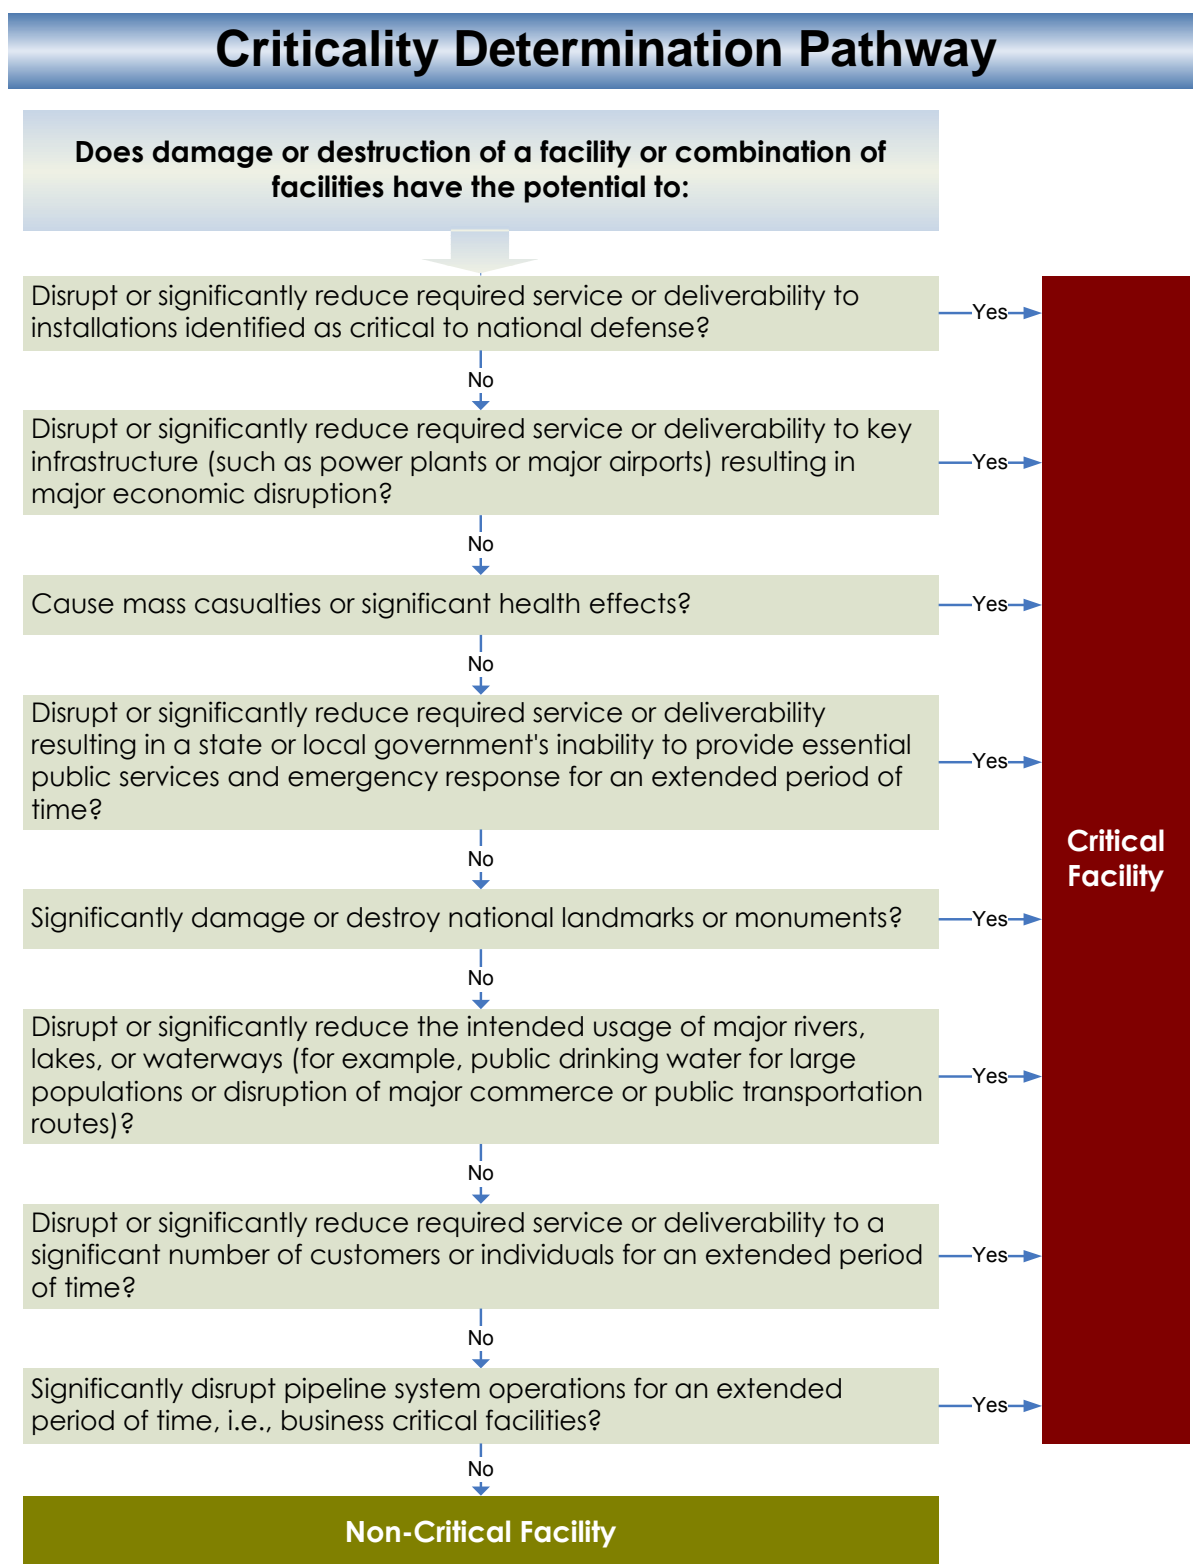 Criticality Determination Pathway
Does damage or destruction of a facility or combination of
facilities have the potential to:
Disrupt or significantly reduce required service or deliverability to
installations identified as critical to national defense?
Yes
No
Disrupt or significantly reduce required service or deliverability to key
infrastructure (such as power plants or major airports) resulting in
major economic disruption?
Yes
No
Cause mass casualties or significant health effects?
Yes
No
Disrupt or significantly reduce required service or deliverability
resulting in a state or local government's inability to provide essential
public services and emergency response for an extended period of
time?
Yes
No
Critical
Facility
Significantly damage or destroy national landmarks or monuments?
Yes
No
Disrupt or significantly reduce the intended usage of major rivers,
lakes, or waterways (for example, public drinking water for large
populations or disruption of major commerce or public transportation
routes)?
Yes
No
Disrupt or significantly reduce required service or deliverability to a
significant number of customers or individuals for an extended period
of time?
Yes
No
Significantly disrupt pipeline system operations for an extended
period of time, i.e., business critical facilities?
Yes
No
Non-Critical Facility